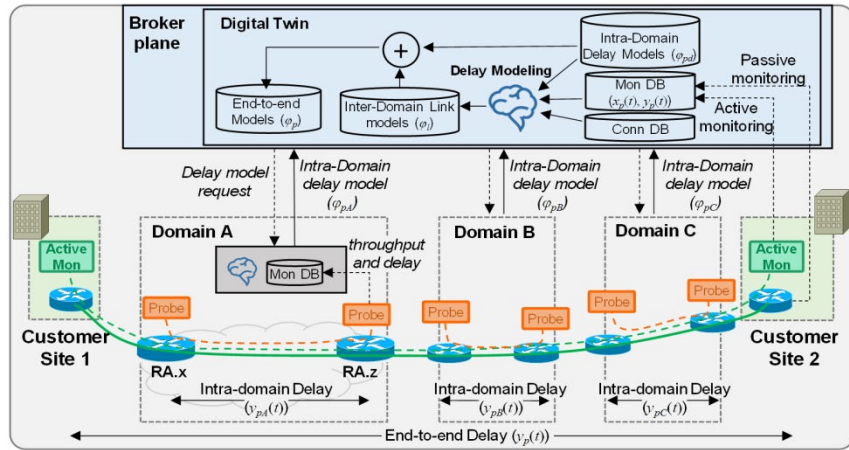 Broker
plane
Digital Twin
+
Intra-Domain
Delay Models (φpd)
Passive
monitoring
Delay Modeling
End-to-end
Models (φp)
Inter-Domain Link
models (φl)
Mon DB
(xp(t), yp(t))
Conn DB
Active
monitoring
Delay model
request
Intra-Domain
delay model
(φpA)
Intra-Domain
delay model
(φpB)
Intra-Domain
delay model
(φpC)
Domain A
Domain B
Domain C
throughput
and delay
Mon DB
Active
Mon
Active
Mon
Probe
Probe
Probe
Probe
Probe
Probe
Customer
Site 1
RA.x
RA.z
Customer
Site 2
Intra-domain Delay
(ypA(t))
Intra-domain Delay
(ypB(t))
Intra-domain Delay
(ypC(t))
End-to-end Delay (yp(t))